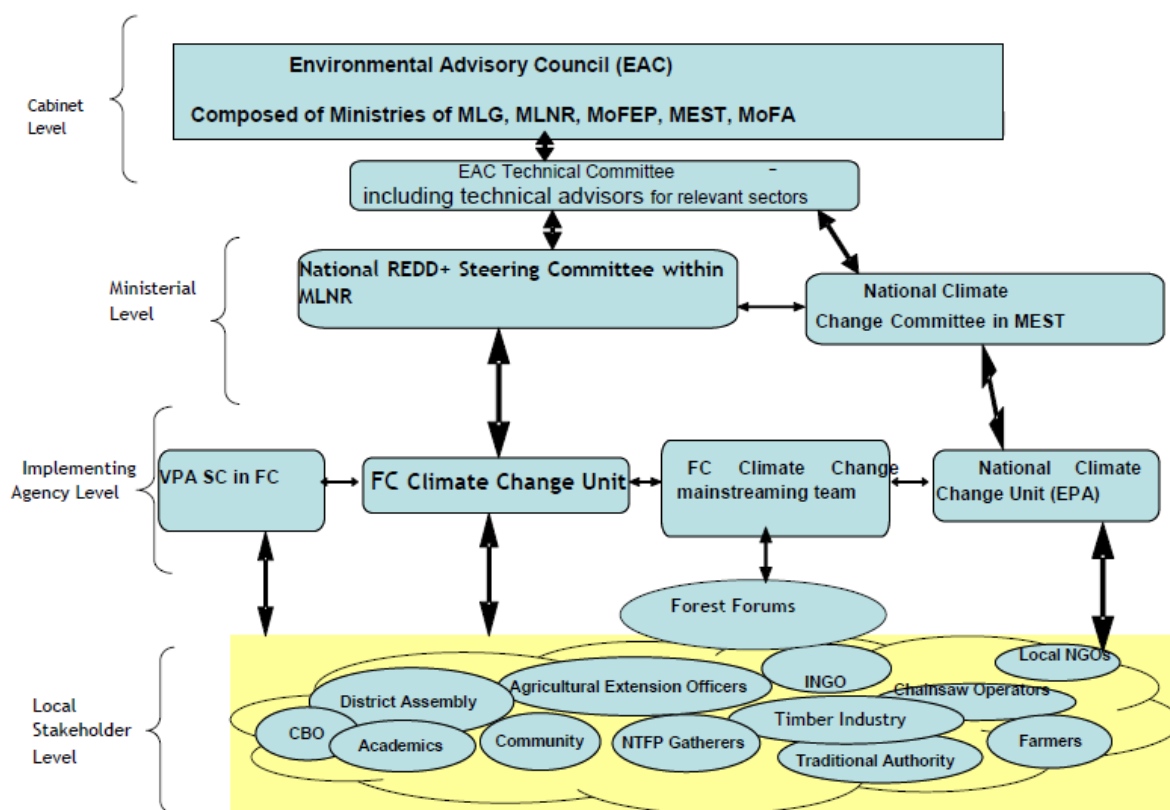 Cabinet
Level
Environmental Advisory Council (EAC)
Composed of Ministries of MLG, MLNR, MoFEP, MEST, MoFA
EAC Technical Committee –
including technical advisors for relevant sectors
Ministerial
Level
National REDD+ Steering Committee within
MLNR
National Climate
Change Committee in MEST
Implementing
Agency Level
VPA SC in FC
FC Climate Change Unit
FC Climate Change
mainstreaming team
National Climate
Change Unit (EPA)
Forest Forums
Local
Stakeholder
Level
Local NGOs
INGO
Agricultural Extension Officers
District Assembly
Chainsaw Operators
Timber Industry
CBO
Academics
Community
NTFP Gatherers
Traditional Authority
Farmers